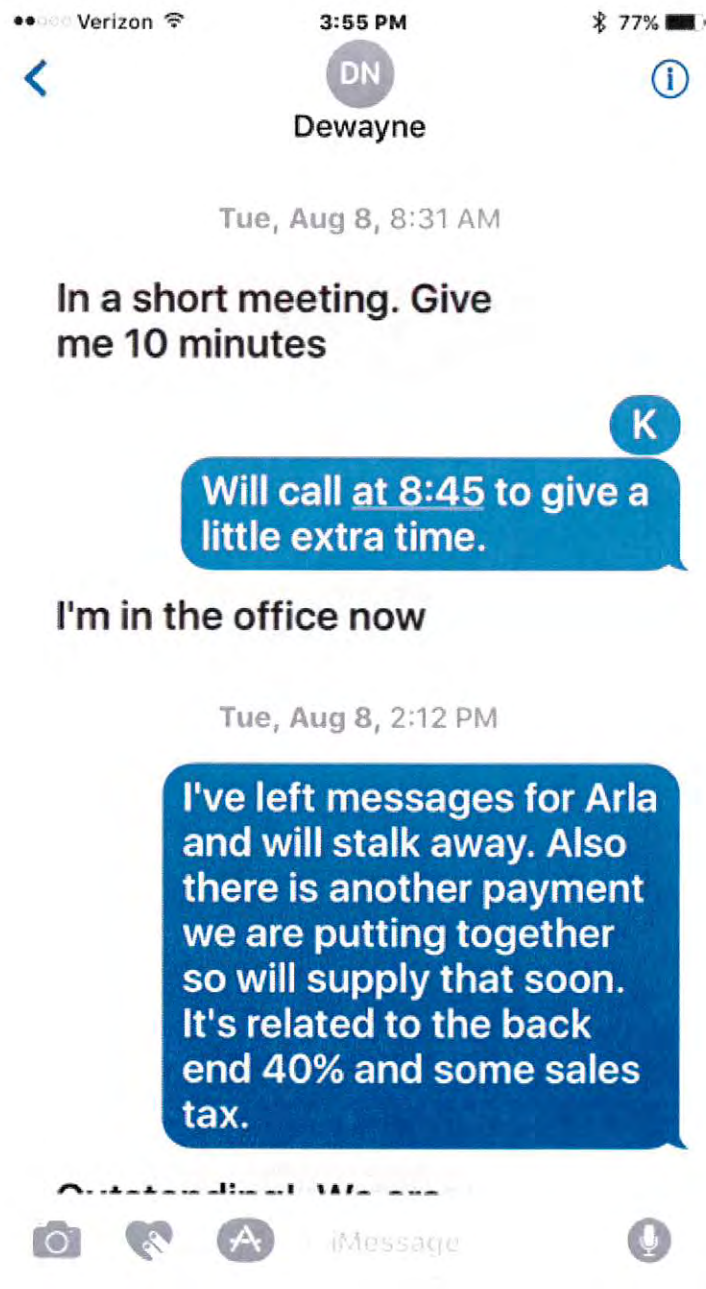 Verizon 3:55 PM 77%
DN
Dewayne
Tue, Aug 8, 8:31 AM
In a short meeting. Give
me 10 minutes
K
Will call at 8:45 to give a
little extra time.
I'm in the office now
Tue, Aug 8, 2:12 PM
I've left messages for Arla
and will stalk away. Also
there is another payment
we are putting together
so will supply that soon.
It's related to the back
end 40% and some sales
tax.
Outstanding! We are
iMessage